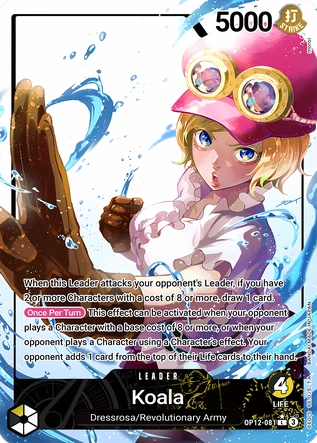 5000
打
STRIKE
When this Leader attacks your opponent's Leader, if you have
2 or more Characters with a cost of 8 or more, draw 1 card.
Once Per Turn This effect can be activated when your opponent
plays a Character with a base cost of 8 or more, or when your
opponent plays a Character using a Character's effect. Your
opponent adds 1 card from the top of their Life cards to their hand.
LEADER
Koala
Dressrosa/Revolutionary Army
4
LIFE
OP12-081 L 3